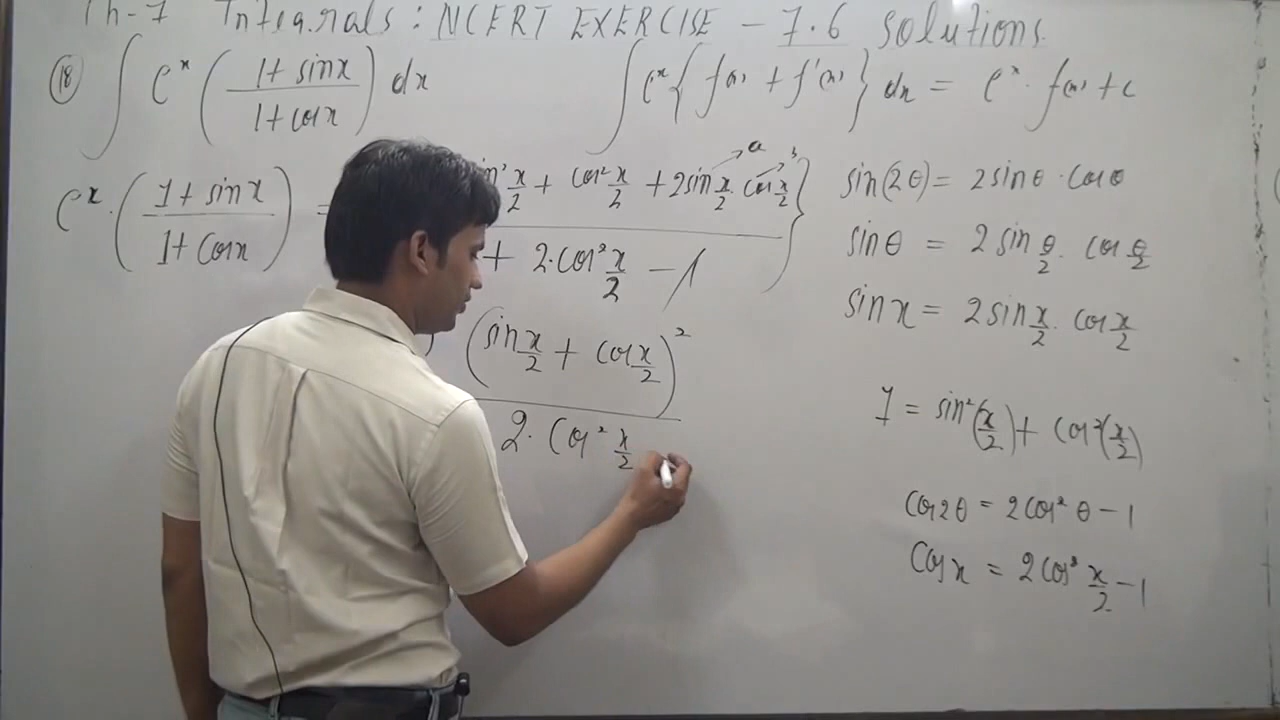 Ch-7 Integrals : NCERT EXERCISE - 7.6 Solutions.
(18) ∫ e^x ( (1 + sinx) / (1 + cosx) ) dx
∫ e^x { f(x) + f'(x) } dx = e^x · f(x) + c
e^x · ( (1 + sinx) / (1 + cosx) ) =
in² x/2 + cos² x/2 + 2sin x/2 · cos x/2 }
a b
+ 2·cos² x/2 - 1
(sin x/2 + cos x/2)²
2· Cos² x/2
sin(2θ) = 2sinθ · cosθ
sinθ = 2 sin θ/2 · cos θ/2
sin x = 2 sin x/2 · cos x/2
1 = sin²(x/2) + cos²(x/2)
cos2θ = 2cos² θ - 1
Cos x = 2cos² x/2 - 1